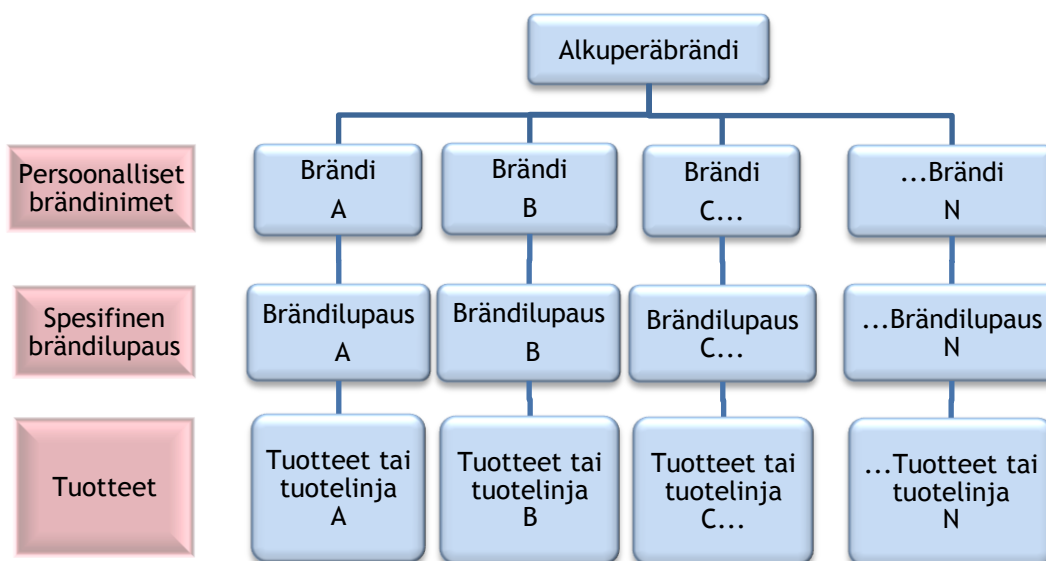 Alkuperäbrändi
Persoonalliset
brändinimet
Brändi
A
Brändi
B
Brändi
C...
...Brändi
N
Spesifinen
brändilupaus
Brändilupaus
A
Brändilupaus
B
Brändilupaus
C...
...Brändilupaus
N
Tuotteet
Tuotteet tai
tuotelinja
A
Tuotteet tai
tuotelinja
B
Tuotteet tai
tuotelinja
C...
...Tuotteet tai
tuotelinja
N